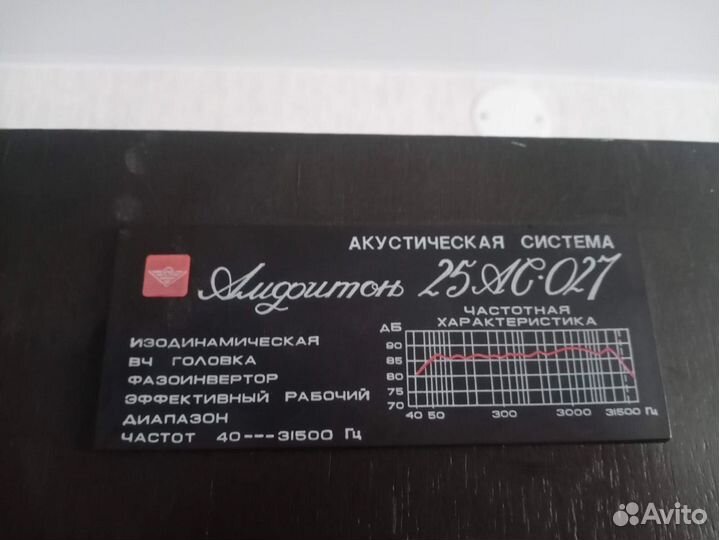 АКУСТИЧЕСКАЯ СИСТЕМА
Амфитон 25АС-027
ЧАСТОТНАЯ
ХАРАКТЕРИСТИКА
ИЗОДИНАМИЧЕСКАЯ
ВЧ ГОЛОВКА
ФАЗОИНВЕРТОР
ЭФФЕКТИВНЫЙ РАБОЧИЙ
ДИАПАЗОН
ЧАСТОТ 40---31500 Гц
ДБ
90
85
80
75
70
40 50 300 3000 31500 Гц
Avito